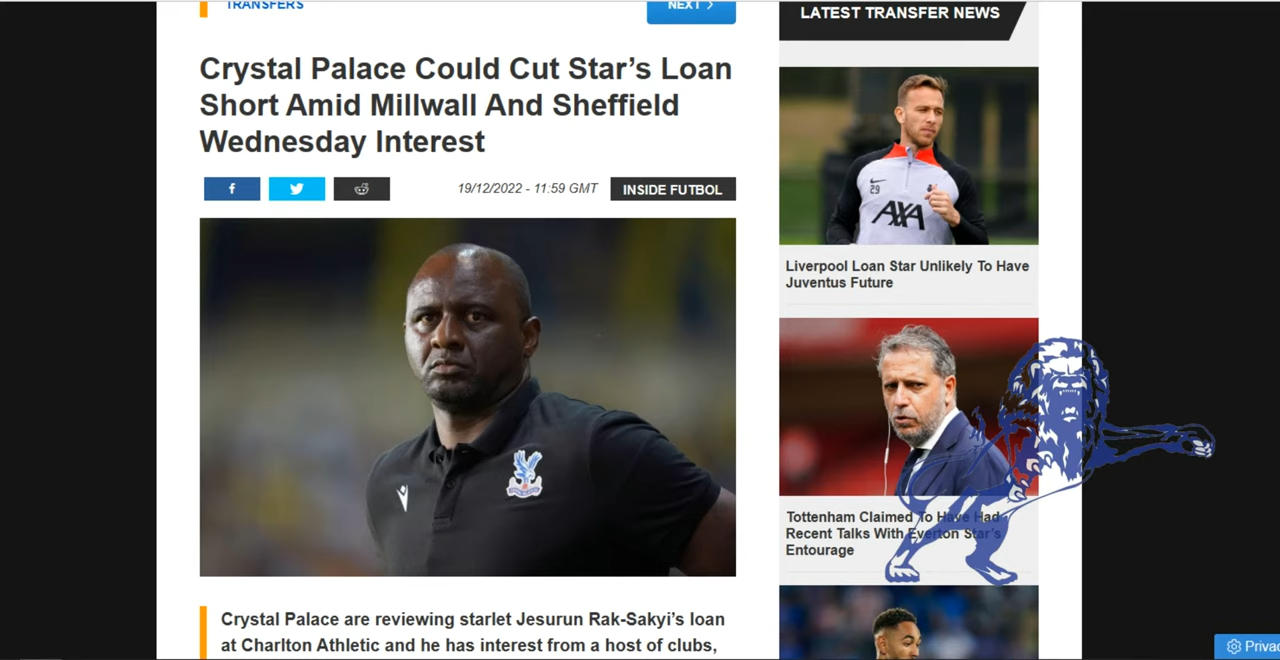 TRANSFERS
NEXT >
LATEST TRANSFER NEWS
Crystal Palace Could Cut Star’s Loan
Short Amid Millwall And Sheffield
Wednesday Interest
19/12/2022 - 11:59 GMT
INSIDE FUTBOL
29
AXA
Liverpool Loan Star Unlikely To Have
Juventus Future
Tottenham Claimed To Have Had
Recent Talks With Everton Star’s
Entourage
Crystal Palace are reviewing starlet Jesurun Rak-Sakyi’s loan
at Charlton Athletic and he has interest from a host of clubs,
Privac